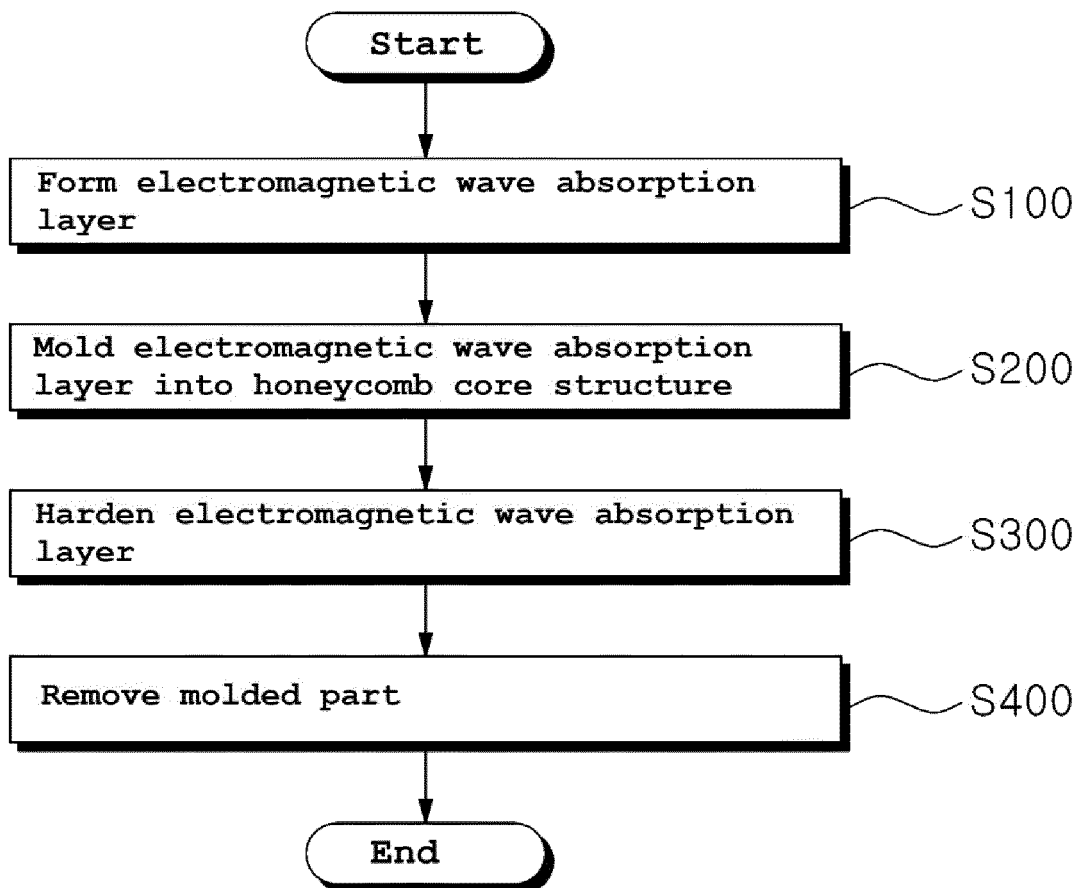 Start
Form electromagnetic wave absorption
layer
S100
Mold electromagnetic wave absorption
layer into honeycomb core structure
S200
Harden electromagnetic wave absorption
layer
S300
Remove molded part
S400
End